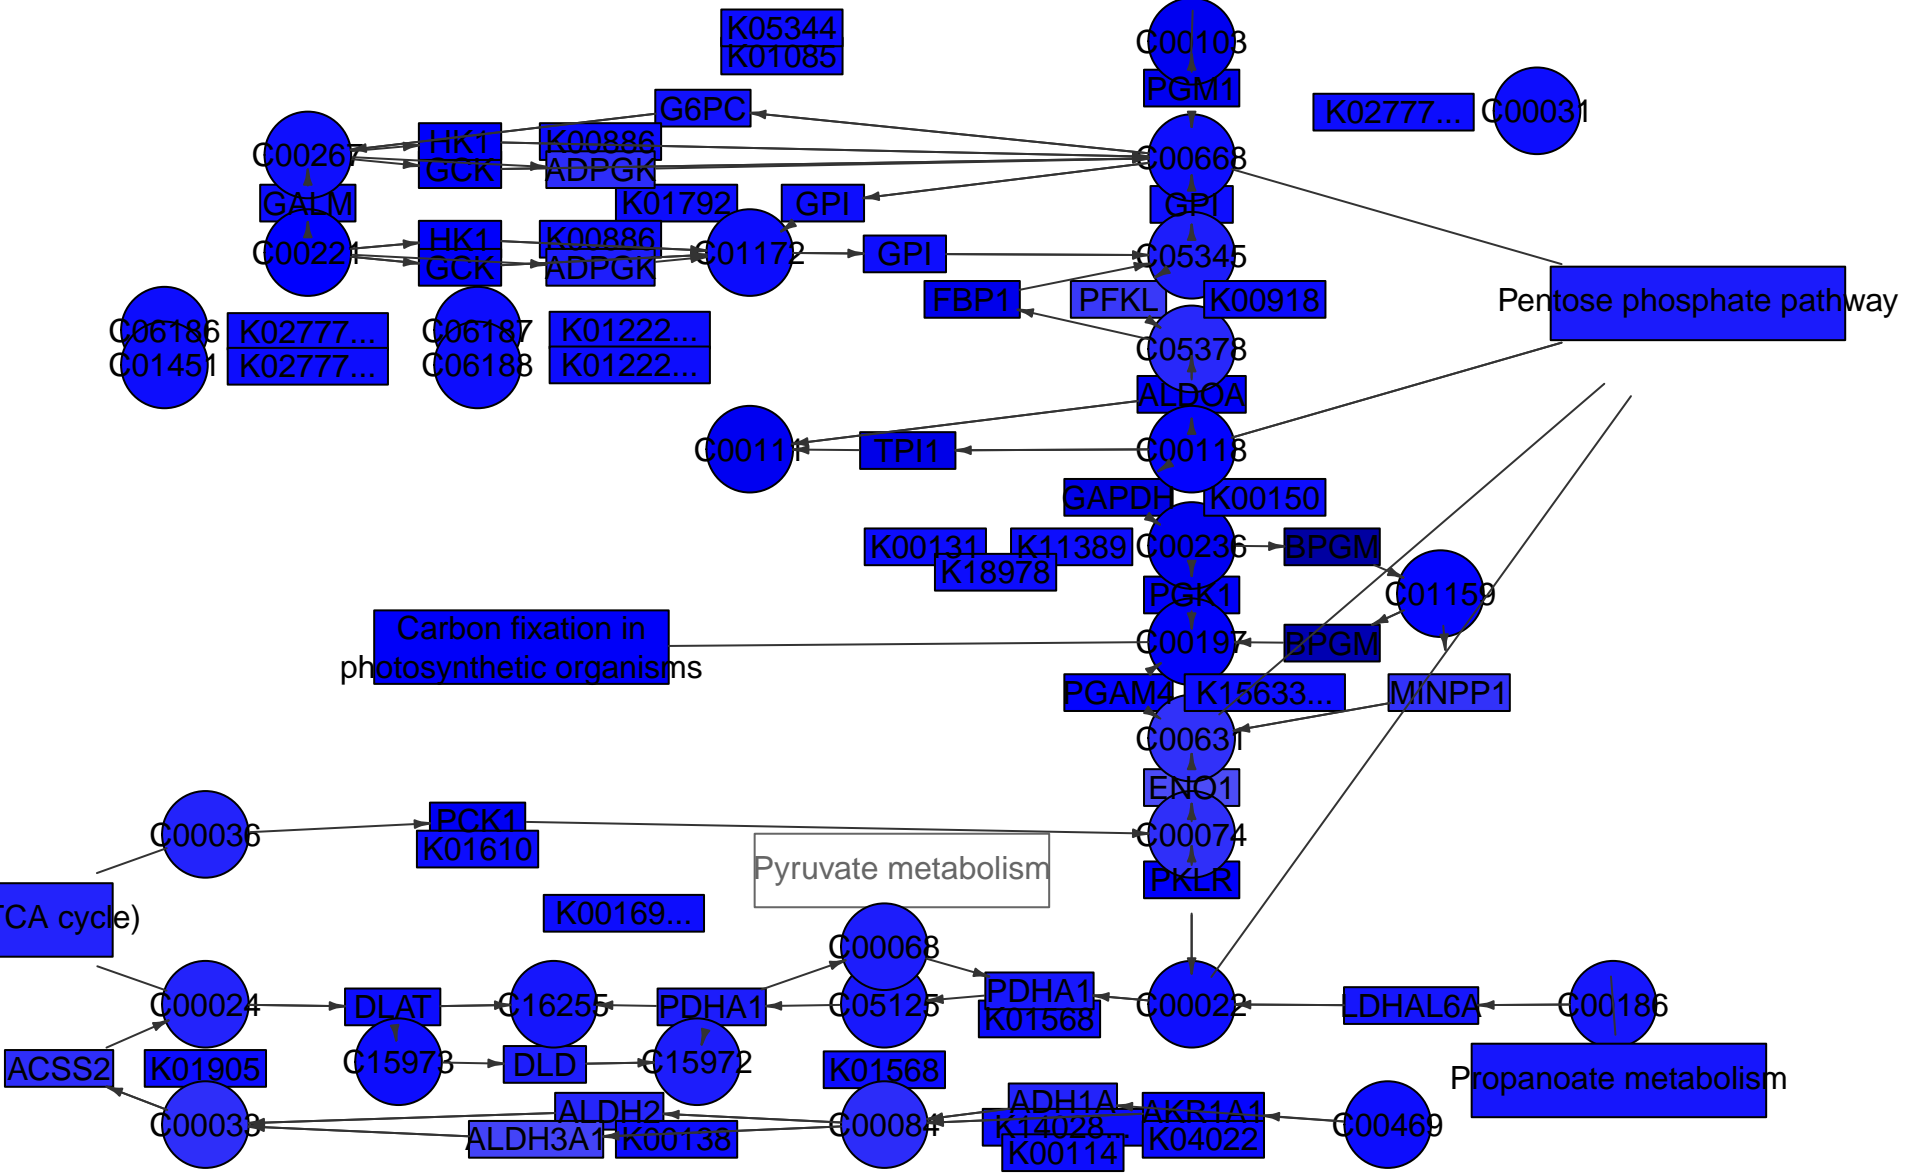 K05344
K01085
C00103
PGM1
K02777...
C00031
G6PC
C00267
HK1
GCK
K00886
ADPGK
C00668
GALM
K01792
GPI
GPI
C00221
HK1
GCK
K00886
ADPGK
C01172
GPI
C05345
FBP1
PFKL
K00918
Pentose phosphate pathway
C06186
K02777...
C06187
K01222...
C01451
K02777...
C06188
K01222...
C05378
ALDOA
C00111
TPI1
C00118
GAPDH
K00150
K00131
K11389
K18978
C00236
BPGM
PGK1
C01159
Carbon fixation in
photosynthetic organisms
C00197
BPGM
PGAM4
K15633...
MINPP1
C00631
ENO1
C00036
PCK1
K01610
C00074
Pyruvate metabolism
PKLR
TCA cycle)
K00169...
C00068
C00024
DLAT
C16255
PDHA1
C05125
PDHA1
K01568
C00022
LDHAL6A
C00186
ACSS2
K01905
C15973
DLD
C15972
K01568
Propanoate metabolism
C00033
ALDH2
ALDH3A1
K00138
C00084
ADH1A
K14028...
K00114
AKR1A1
K04022
C00469